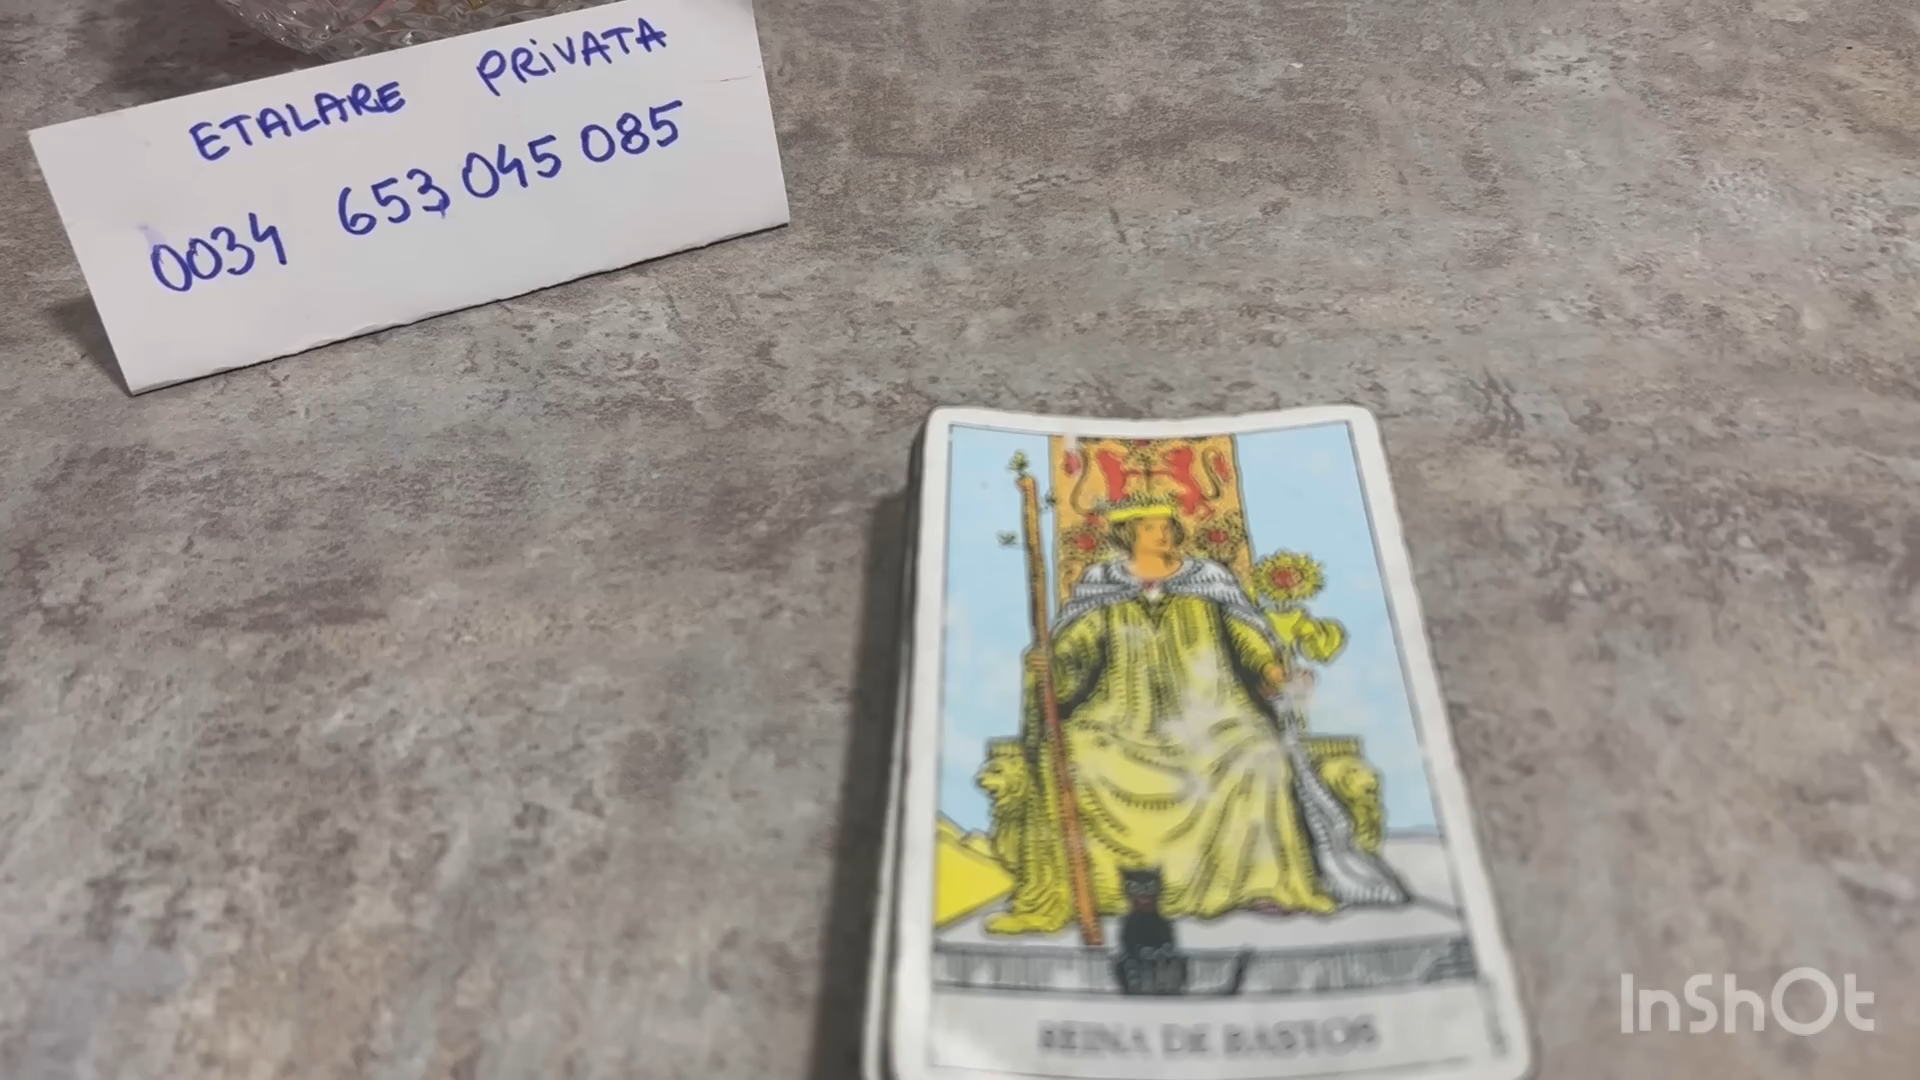 ETALARE PRiVATA
0034 653 045 085
REINA DE BASTOS
InShOt